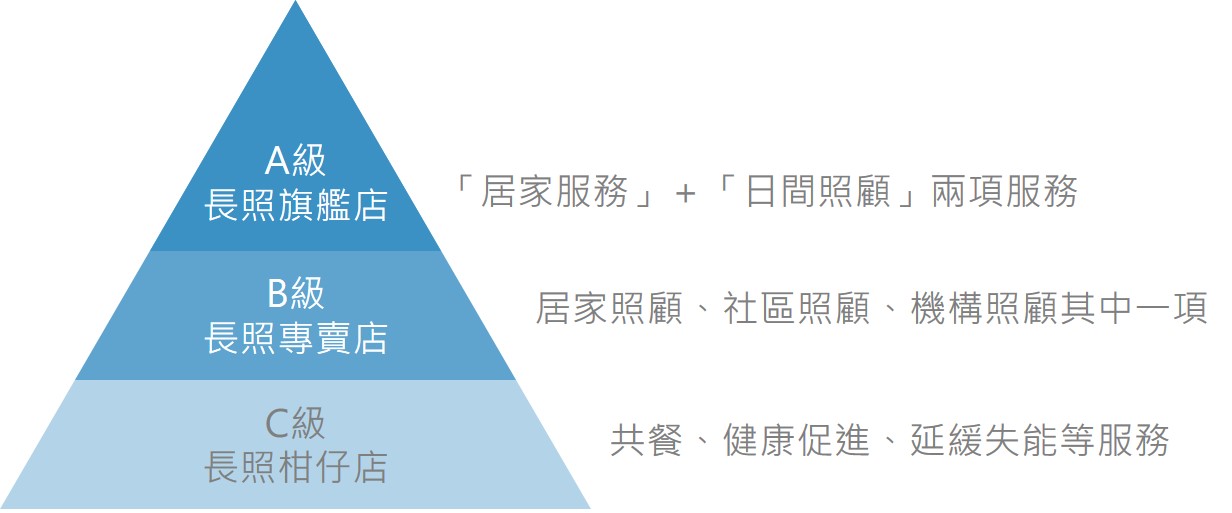 A級
長照旗艦店
「居家服務」+「日間照顧」兩項服務
B級
長照專賣店
居家照顧、社區照顧、機構照顧其中一項
C級
長照柑仔店
共餐、健康促進、延緩失能等服務